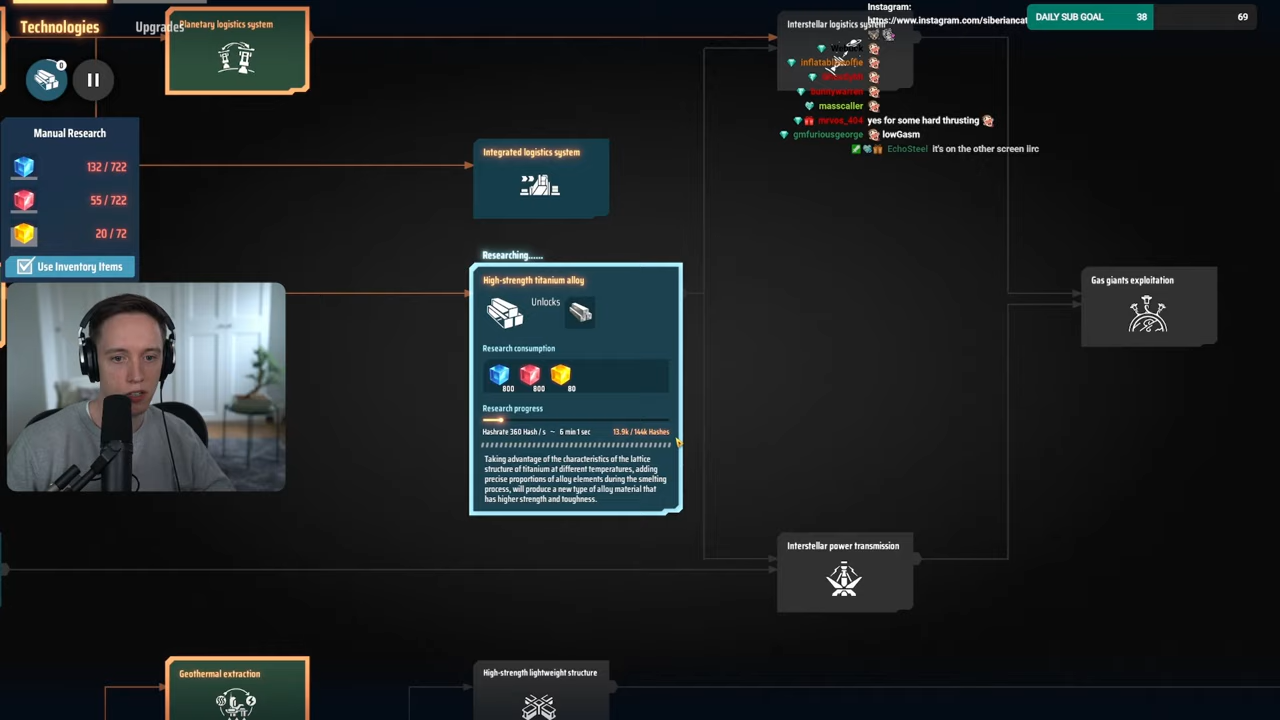 Technologies
Upgrades
Planetary logistics system
Interstellar logistics system
Instagram:
https://www.instagram.com/siberiancat
DAILY SUB GOAL 38 69
0
masscaller
mrves_404 yes for some hard thrusting
gmfuriousgeorge lowGasm
EchoSteel It's on the other screen iirc
Manual Research
132 / 722
55 / 722
20 / 72
Use Inventory Items
Integrated logistics system
Researching......
High-strength titanium alloy
Unlocks
Research consumption
800 800 80
Research progress
Hashrate 360 Hash / s ~ 6 min 1 sec 13.9k / 144k Hashes
Taking advantage of the characteristics of the lattice
structure of titanium at different temperatures, adding
precise proportions of alloy elements during the smelting
process, will produce a new type of alloy material that
has higher strength and toughness.
Gas giants exploitation
Interstellar power transmission
Geothermal extraction
High-strength lightweight structure